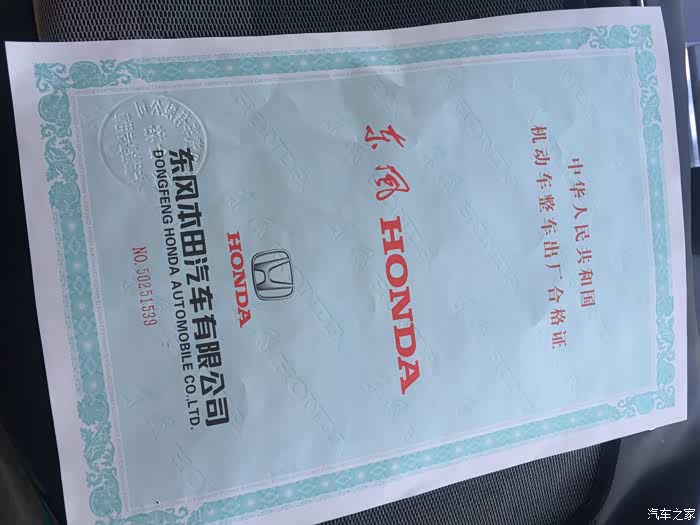 中华人民共和国
机动车整车出厂合格证
东風 HONDA
HONDA
东风本田汽车有限公司
DONGFENG HONDA AUTOMOBILE CO.,LTD.
NO.50251539
汽车之家